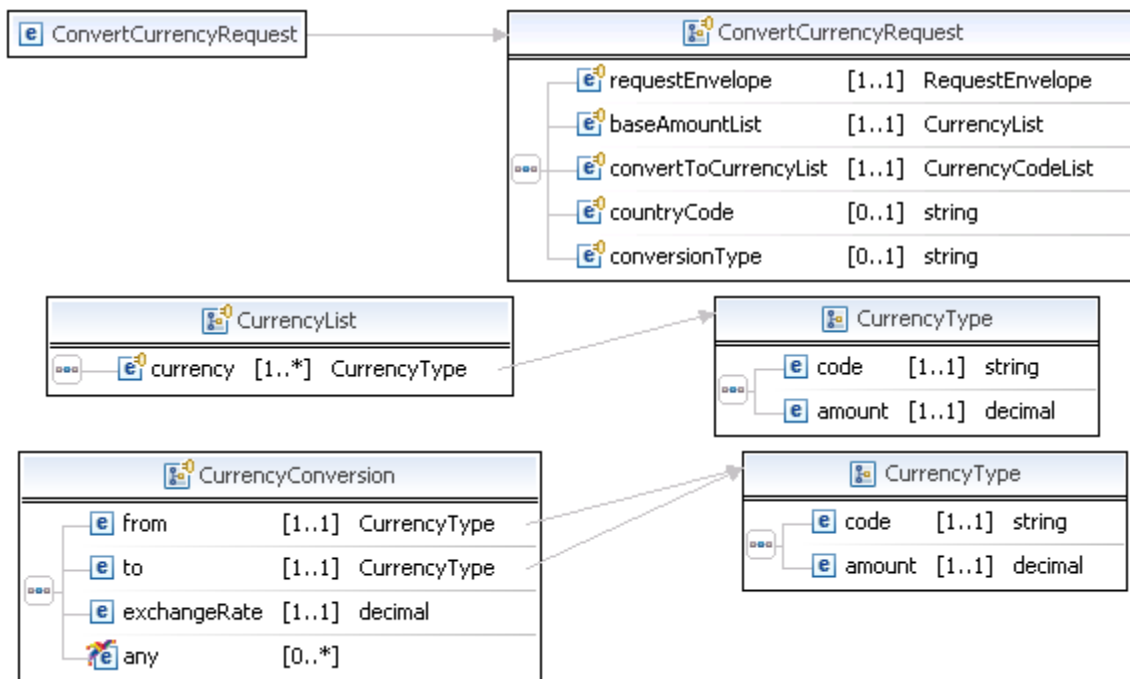 ConvertCurrencyRequest
ConvertCurrencyRequest
requestEnvelope [1..1] RequestEnvelope
baseAmountList [1..1] CurrencyList
convertToCurrencyList [1..1] CurrencyCodeList
countryCode [0..1] string
conversionType [0..1] string
CurrencyList
currency [1..*] CurrencyType
CurrencyType
code [1..1] string
amount [1..1] decimal
CurrencyConversion
from [1..1] CurrencyType
to [1..1] CurrencyType
exchangeRate [1..1] decimal
any [0..*]
CurrencyType
code [1..1] string
amount [1..1] decimal